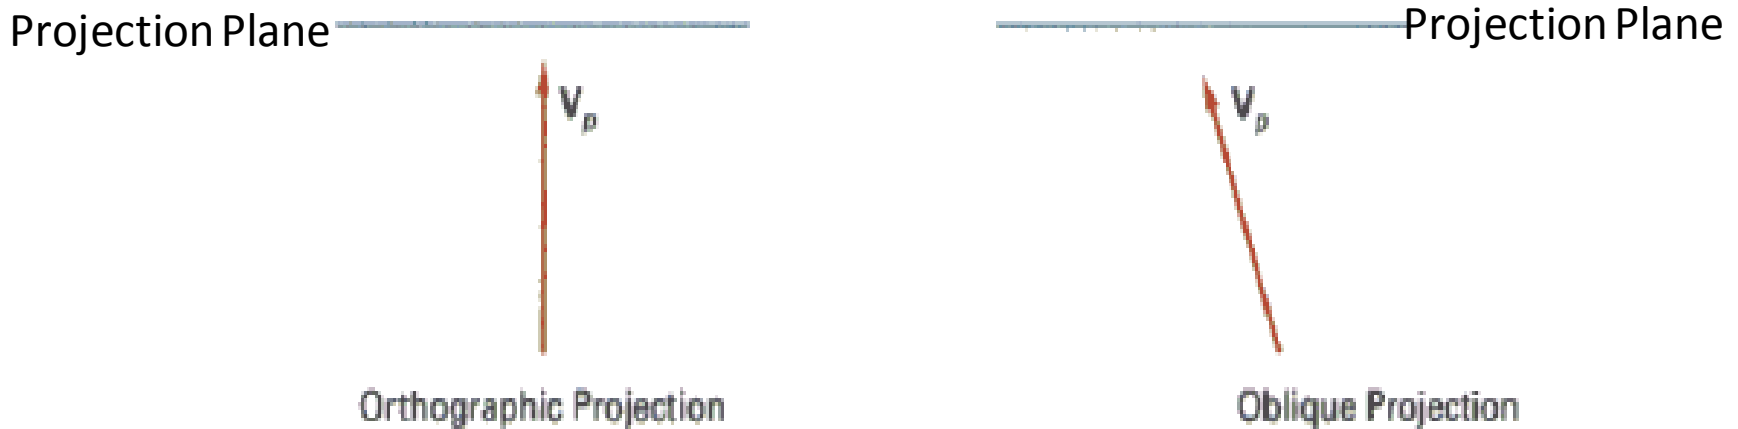 Projection Plane
Projection Plane
Vp
Vp
Orthographic Projection
Oblique Projection